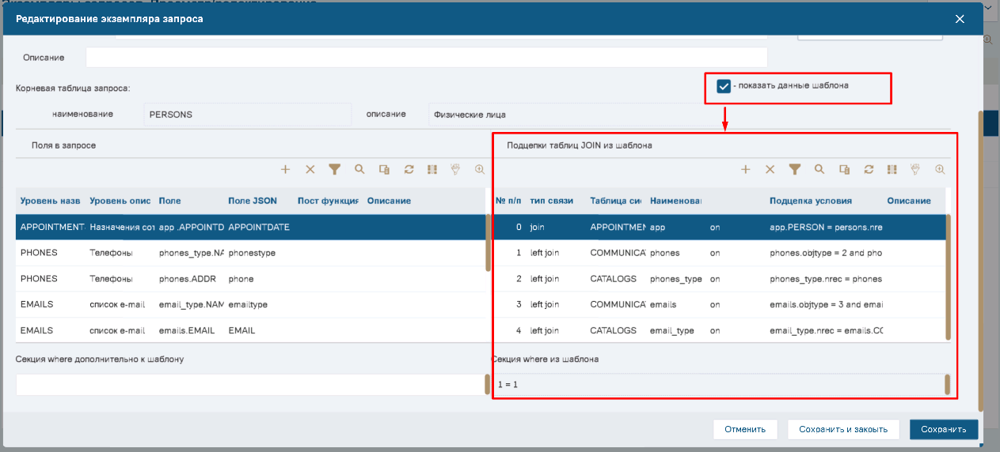 Редактирование экземпляра запроса
Описание
Корневая таблица запроса:
- показать данные шаблона
наименование PERSONS описание Физические лица
Поля в запросе
Уровень назв Уровень опис Поле Поле JSON Пост функция Описание
APPOINTMENT Назначения сот app .APPOINTD APPOINTDATE
PHONES Телефоны phones_type.NA phonestype
PHONES Телефоны phones.ADDR phone
EMAILS список e-mail email_type.NAM emailtype
EMAILS список e-mail emails.EMAIL EMAIL
Секция where дополнительно к шаблону
Подцепки таблиц JOIN из шаблона
№ п/п тип связи Таблица сис Наименован Подцепка условия Описание
0 join APPOINTMEN app on app.PERSON = persons.nre
1 left join COMMUNICA phones on phones.objtype = 2 and pho
2 left join CATALOGS phones_type on phones_type.nrec = phones
3 left join COMMUNICA emails on emails.objtype = 3 and emai
4 left join CATALOGS email_type on email_type.nrec = emails.CO
Секция where из шаблона
1 = 1
Отменить Сохранить и закрыть Сохранить